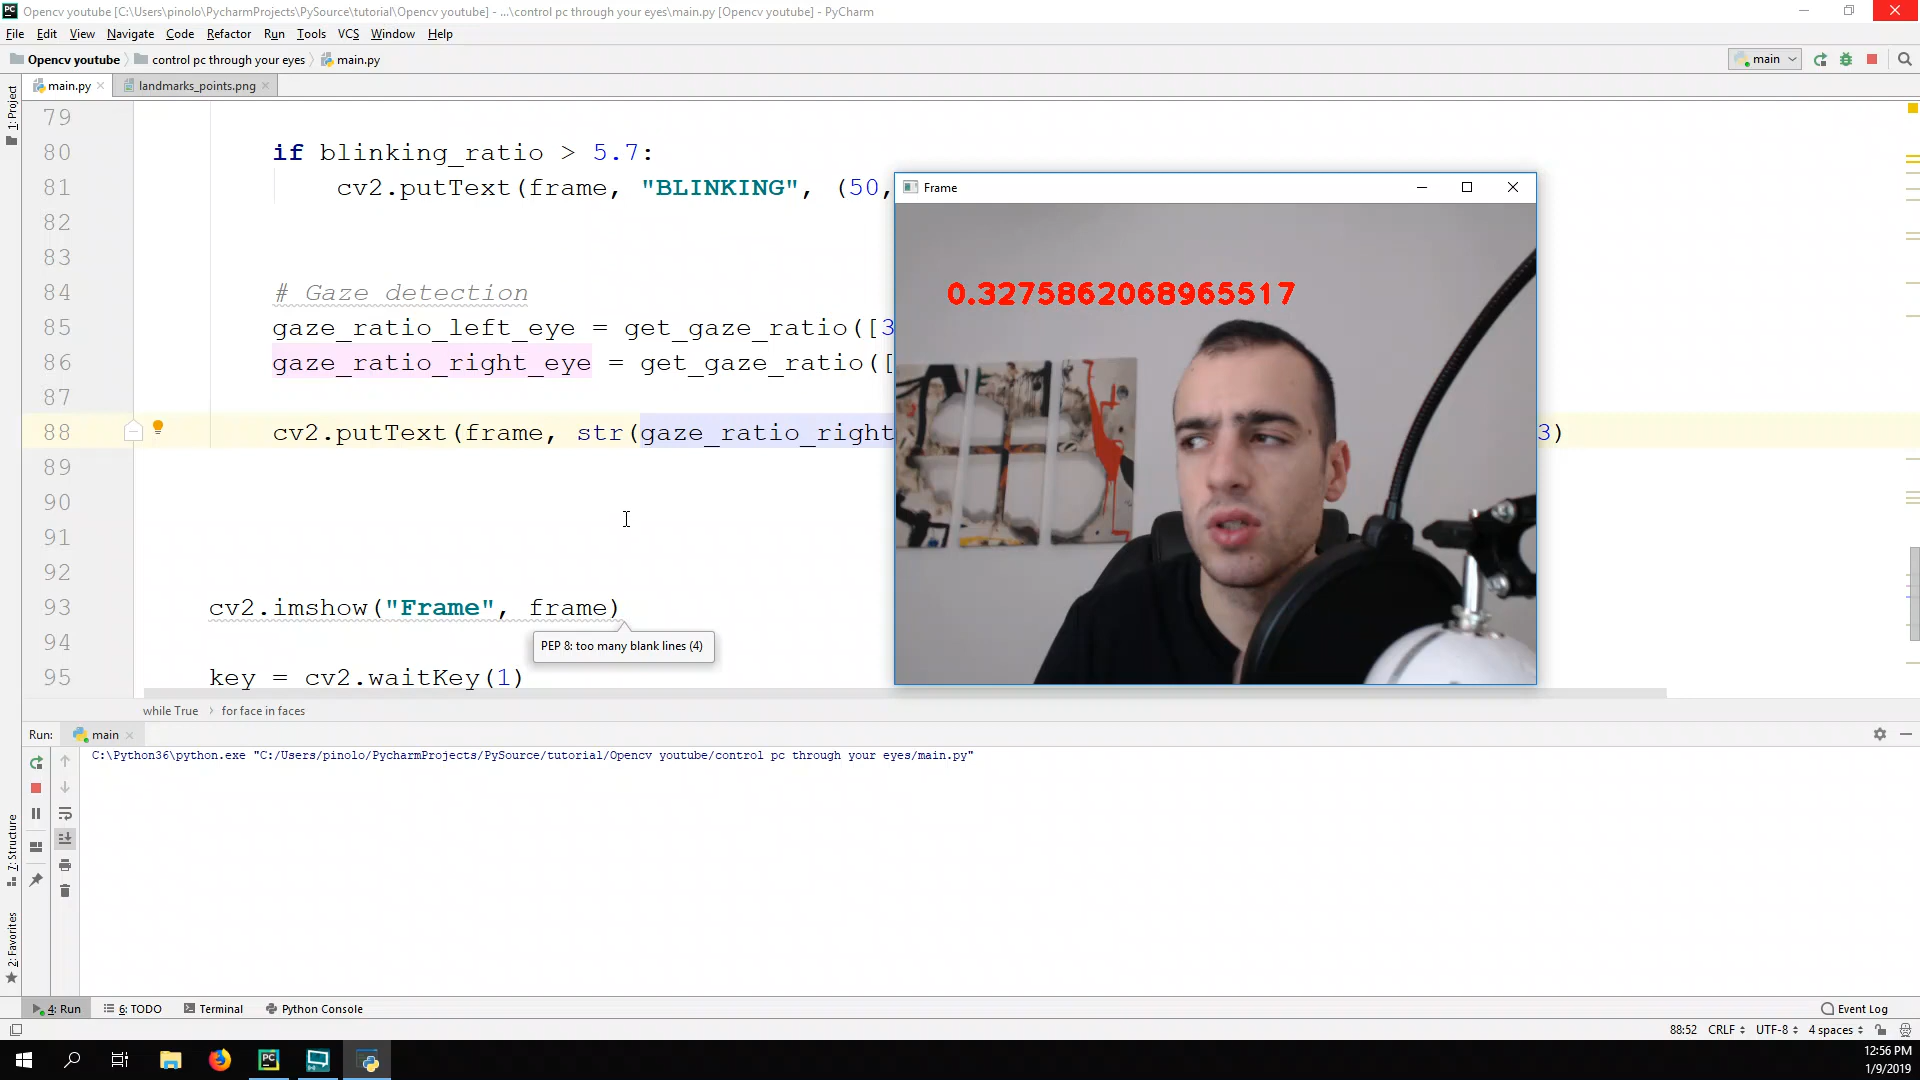 Opencv youtube [C:\Users\pinolo\PycharmProjects\PySource\tutorial\Opencv youtube] - ...\control pc through your eyes\main.py [Opencv youtube] - PyCharm
File Edit View Navigate Code Refactor Run Tools VCS Window Help
Opencv youtube control pc through your eyes main.py main
main.py landmarks_points.png
1: Project
79
80 if blinking_ratio > 5.7:
81 cv2.putText(frame, "BLINKING", (50,
82
83
84 # Gaze detection
85 gaze_ratio_left_eye = get_gaze_ratio([3
86 gaze_ratio_right_eye = get_gaze_ratio([
87
88 cv2.putText(frame, str(gaze_ratio_right 3)
89
90
91
92
93 cv2.imshow("Frame", frame)
94
95 key = cv2.waitKey(1)
PEP 8: too many blank lines (4)
Frame
0.3275862068965517
while True for face in faces
Run: main
C:\Python36\python.exe "C:/Users/pinolo/PycharmProjects/PySource/tutorial/Opencv youtube/control pc through your eyes/main.py"
7: Structure
2: Favorites
4: Run 6: TODO Terminal Python Console Event Log
88:52 CRLF UTF-8 4 spaces
12:56 PM
1/9/2019